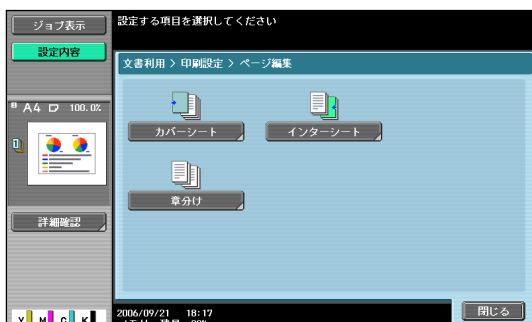 ジョブ表示
設定する項目を選択してください
設定内容
文書利用 > 印刷設定 > ページ編集
A4 100.0%
カバーシート
インターシート
章分け
詳細確認
閉じる
2006/09/21 18:17
Y M C K